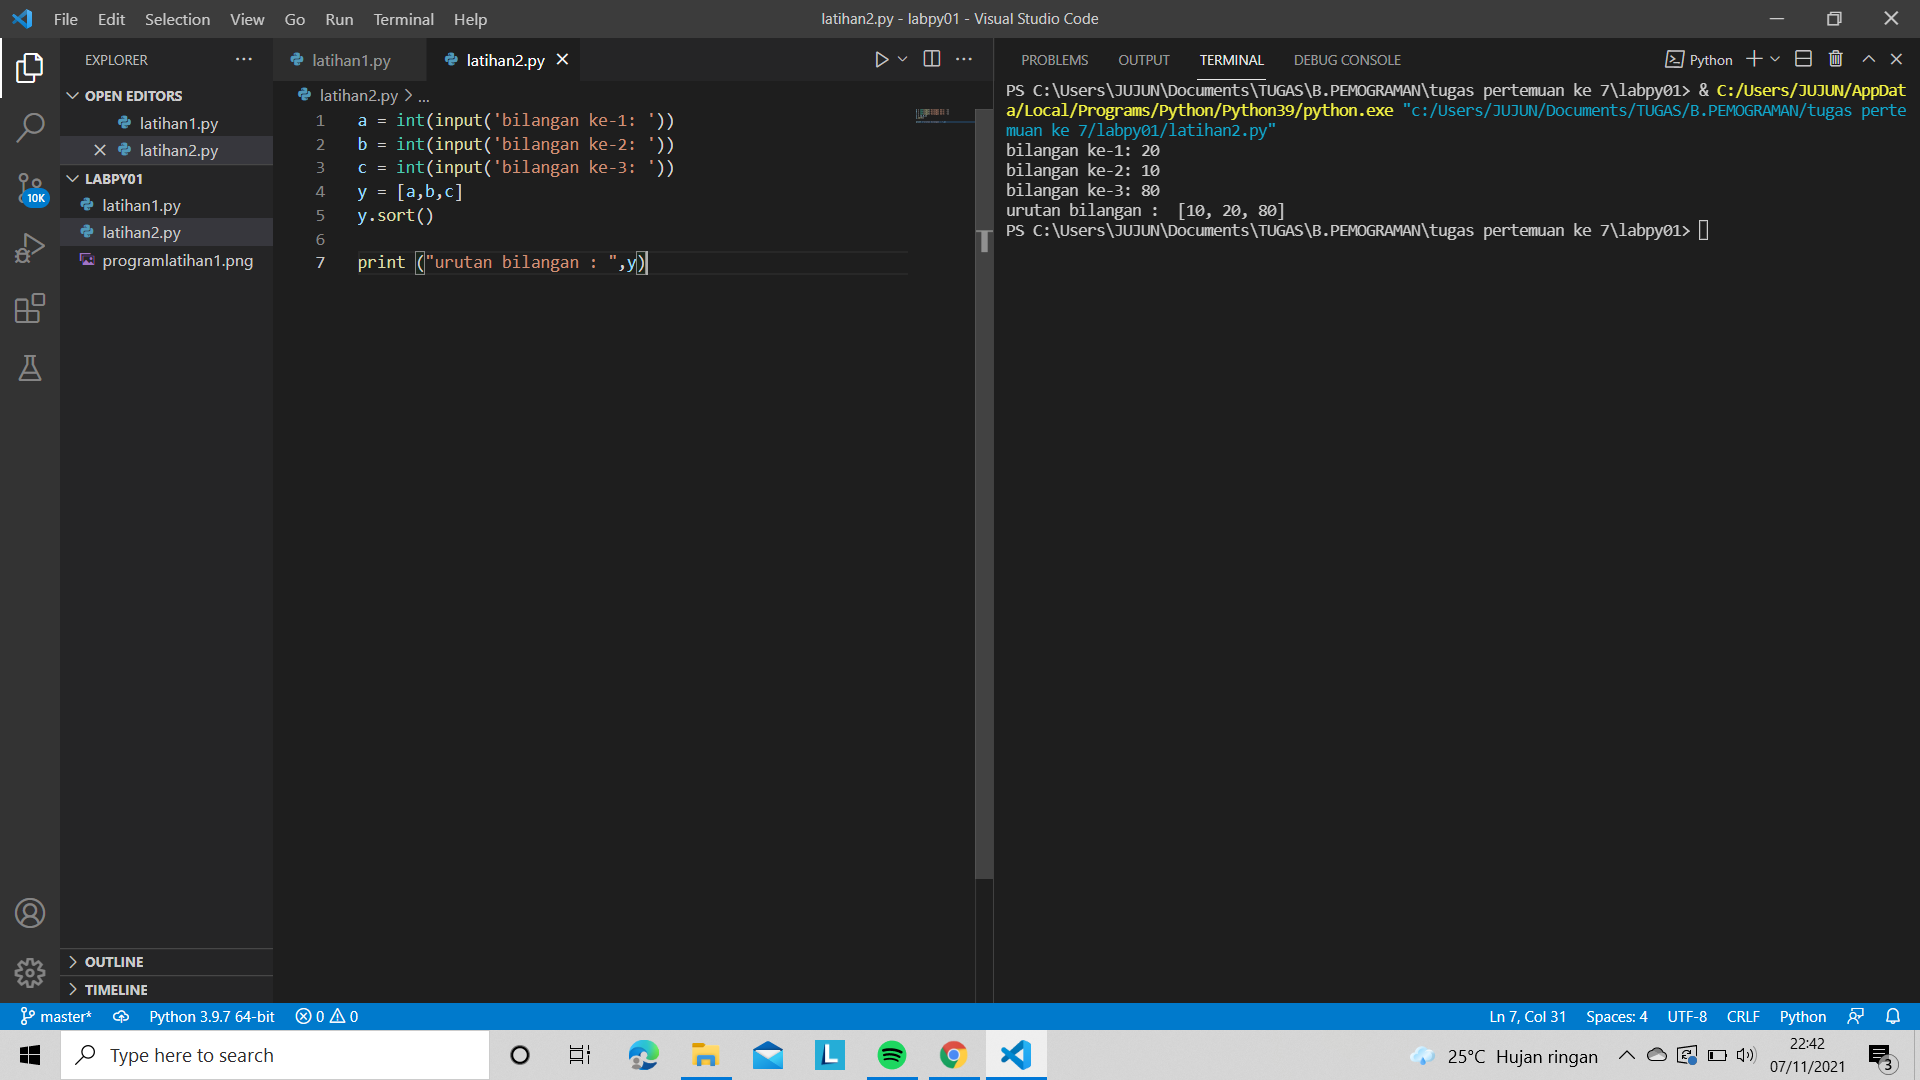 File Edit Selection View Go Run Terminal Help
latihan2.py - labpy01 - Visual Studio Code
EXPLORER
OPEN EDITORS
latihan1.py
latihan2.py
LABPY01
latihan1.py
latihan2.py
programlatihan1.png
10K
OUTLINE
TIMELINE
latihan1.py latihan2.py
latihan2.py > ...
1 a = int(input('bilangan ke-1: '))
2 b = int(input('bilangan ke-2: '))
3 c = int(input('bilangan ke-3: '))
4 y = [a,b,c]
5 y.sort()
6
7 print ("urutan bilangan : ",y)
PROBLEMS OUTPUT TERMINAL DEBUG CONSOLE Python
PS C:\Users\JUJUN\Documents\TUGAS\B.PEMOGRAMAN\tugas pertemuan ke 7\labpy01> & C:/Users/JUJUN/AppDat
a/Local/Programs/Python/Python39/python.exe "c:/Users/JUJUN/Documents/TUGAS/B.PEMOGRAMAN/tugas perte
muan ke 7/labpy01/latihan2.py"
bilangan ke-1: 20
bilangan ke-2: 10
bilangan ke-3: 80
urutan bilangan :  [10, 20, 80]
PS C:\Users\JUJUN\Documents\TUGAS\B.PEMOGRAMAN\tugas pertemuan ke 7\labpy01>
master* Python 3.9.7 64-bit 0 0 Ln 7, Col 31 Spaces: 4 UTF-8 CRLF Python
Type here to search
L
25°C Hujan ringan
22:42
07/11/2021
3